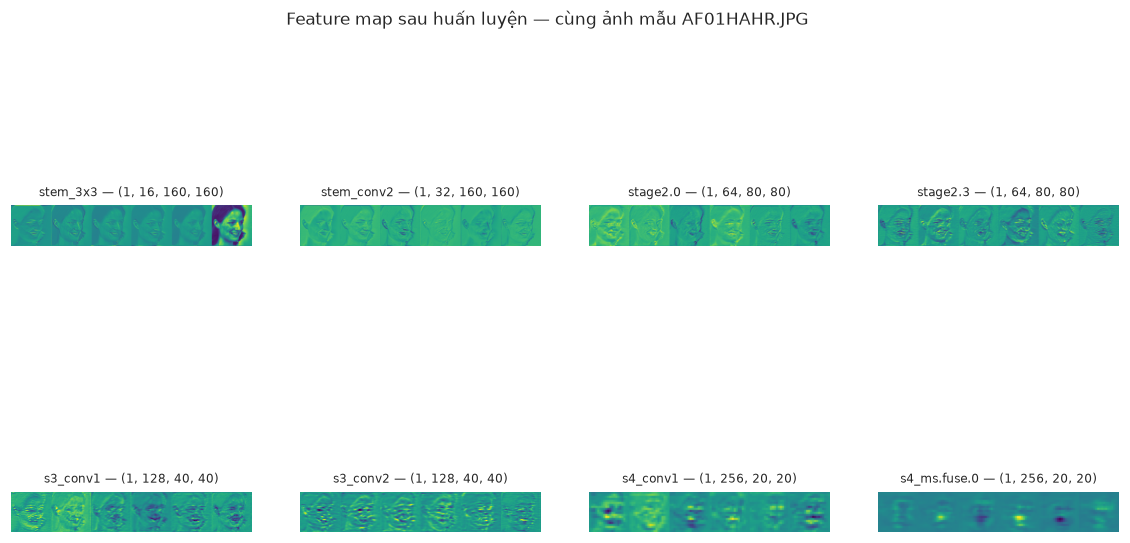 Feature map sau huấn luyện — cùng ảnh mẫu AF01HAHR.JPG
stem_3x3 — (1, 16, 160, 160)
stem_conv2 — (1, 32, 160, 160)
stage2.0 — (1, 64, 80, 80)
stage2.3 — (1, 64, 80, 80)
s3_conv1 — (1, 128, 40, 40)
s3_conv2 — (1, 128, 40, 40)
s4_conv1 — (1, 256, 20, 20)
s4_ms.fuse.0 — (1, 256, 20, 20)